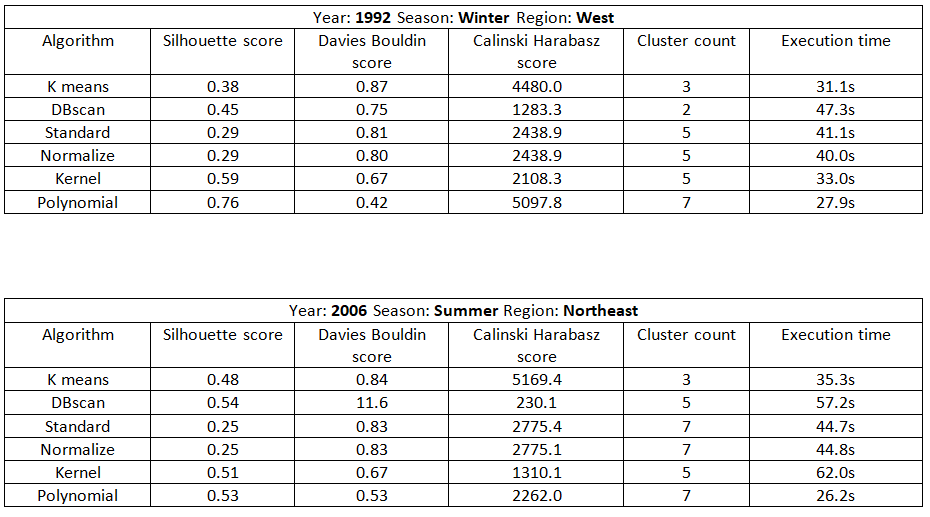 Year: 1992 Season: Winter Region: West
Algorithm Silhouette score Davies Bouldin score Calinski Harabasz score Cluster count Execution time
K means 0.38 0.87 4480.0 3 31.1s
DBscan 0.45 0.75 1283.3 2 47.3s
Standard 0.29 0.81 2438.9 5 41.1s
Normalize 0.29 0.80 2438.9 5 40.0s
Kernel 0.59 0.67 2108.3 5 33.0s
Polynomial 0.76 0.42 5097.8 7 27.9s
Year: 2006 Season: Summer Region: Northeast
Algorithm Silhouette score Davies Bouldin score Calinski Harabasz score Cluster count Execution time
K means 0.48 0.84 5169.4 3 35.3s
DBscan 0.54 11.6 230.1 5 57.2s
Standard 0.25 0.83 2775.4 7 44.7s
Normalize 0.25 0.83 2775.1 7 44.8s
Kernel 0.51 0.67 1310.1 5 62.0s
Polynomial 0.53 0.53 2262.0 7 26.2s